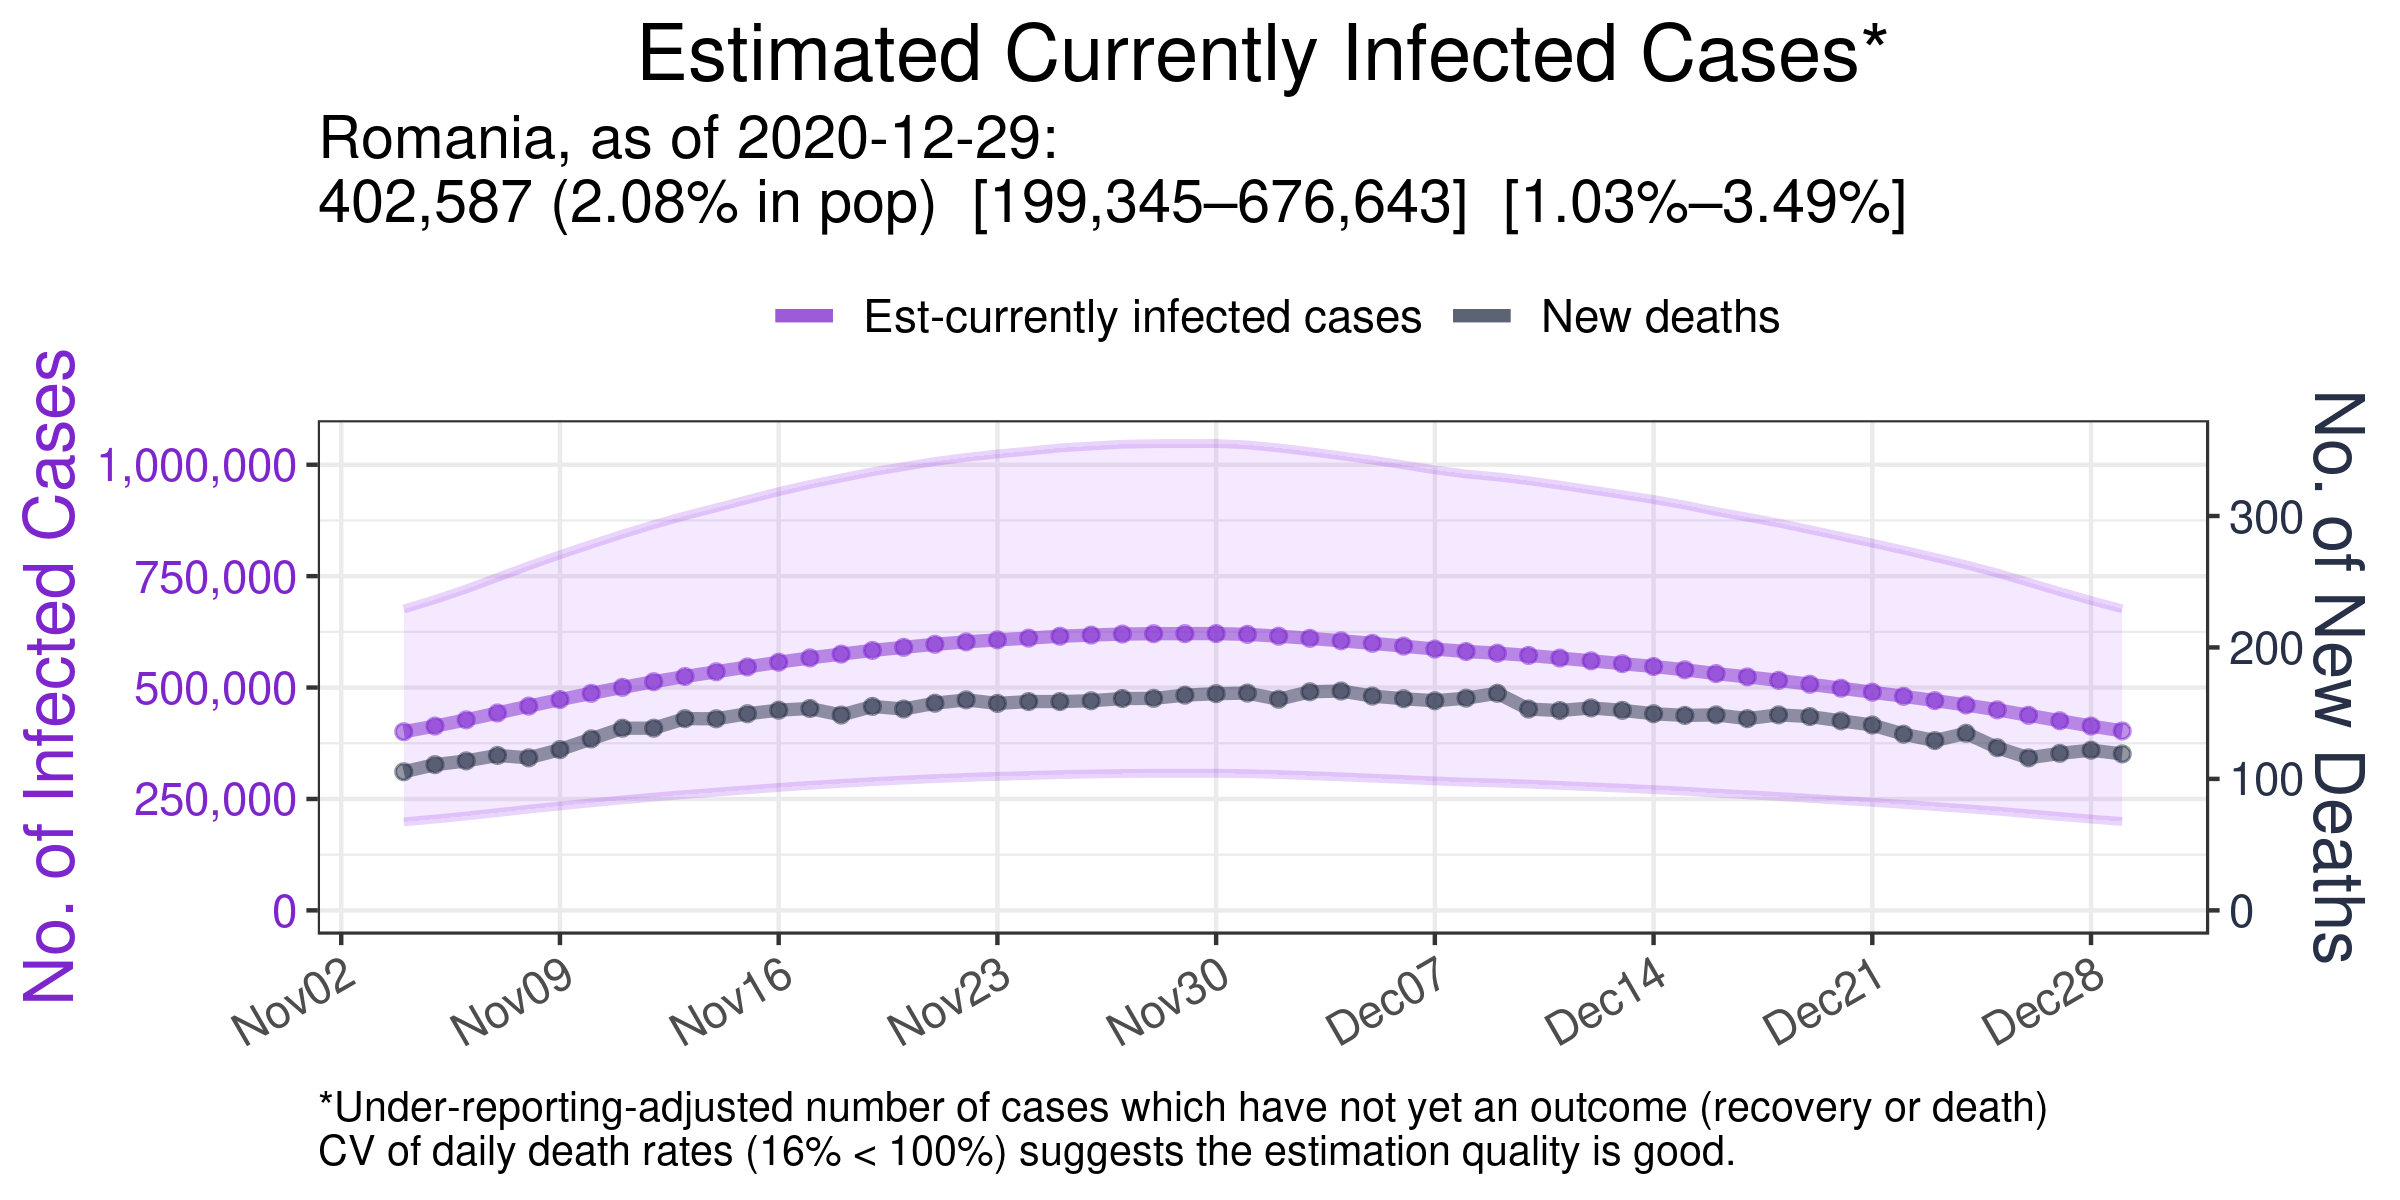 Estimated Currently Infected Cases*
Romania, as of 2020-12-29:
402,587 (2.08% in pop) [199,345–676,643] [1.03%–3.49%]
Est-currently infected cases New deaths
No. of Infected Cases
1,000,000
750,000
500,000
250,000
0
No. of New Deaths
300
200
100
0
Nov02 Nov09 Nov16 Nov23 Nov30 Dec07 Dec14 Dec21 Dec28
*Under-reporting-adjusted number of cases which have not yet an outcome (recovery or death)
CV of daily death rates (16% < 100%) suggests the estimation quality is good.